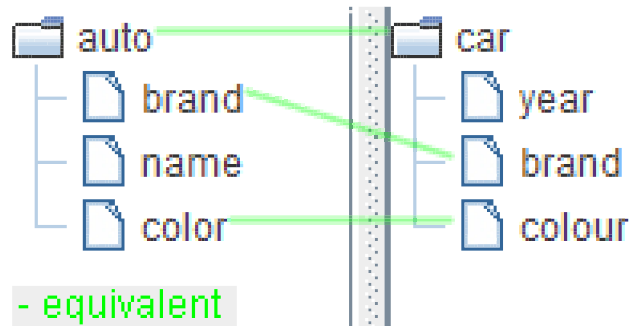 auto
brand
name
color
car
year
brand
colour
- equivalent